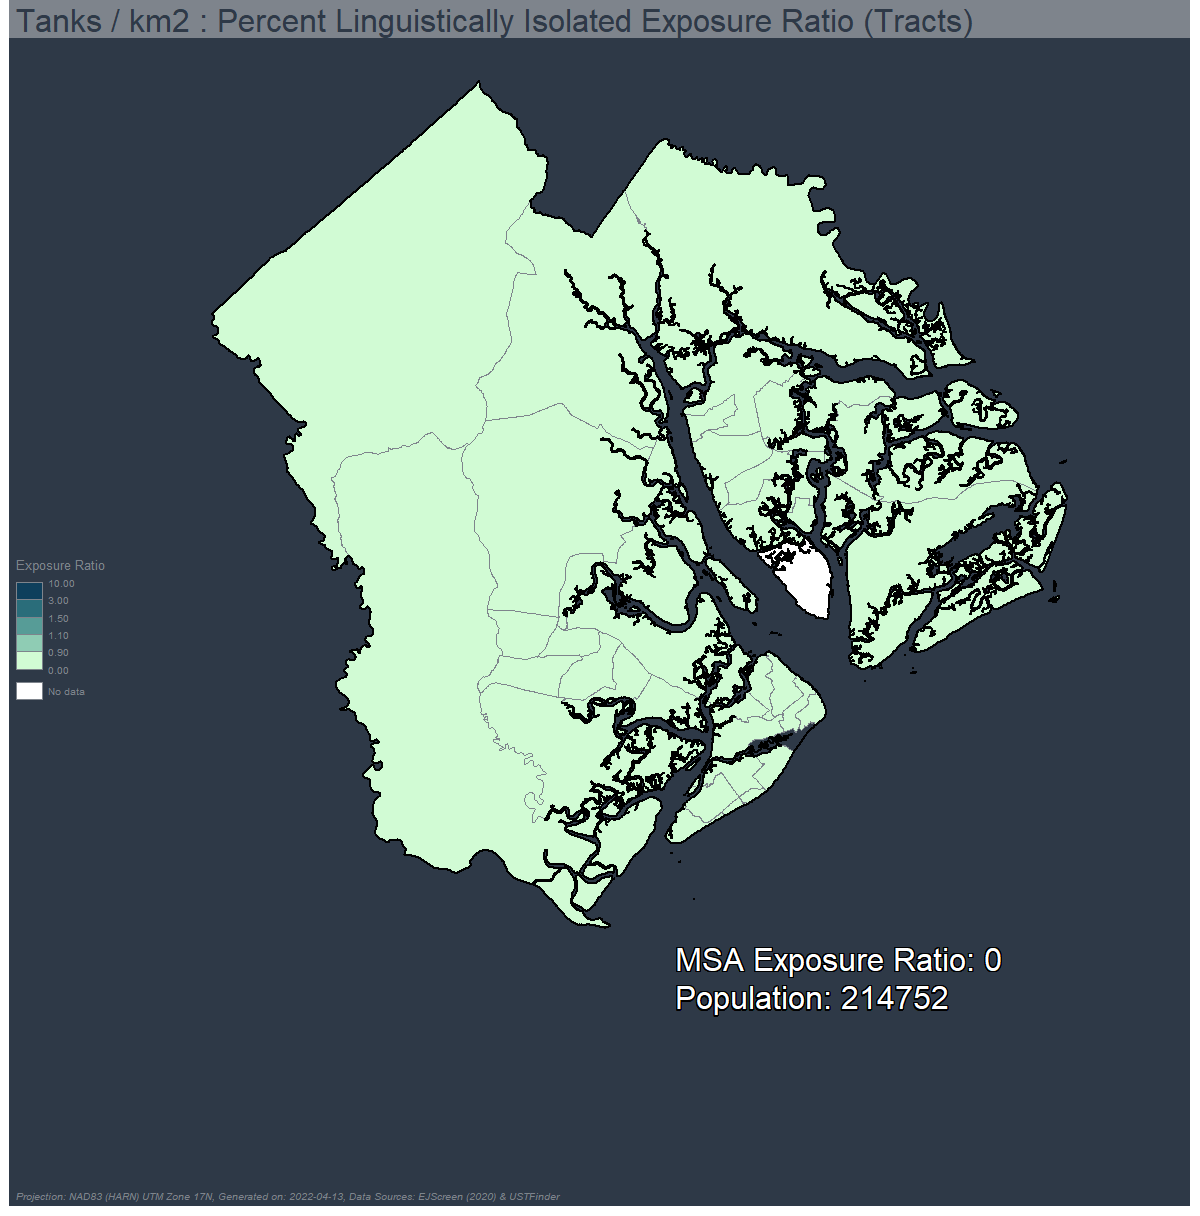 Tanks / km2 : Percent Linguistically Isolated Exposure Ratio (Tracts)
Exposure Ratio
10.00
3.00
1.50
1.10
0.90
0.00
No data
MSA Exposure Ratio: 0
Population: 214752
Projection: NAD83 (HARN) UTM Zone 17N, Generated on: 2022-04-13, Data Sources: EJScreen (2020) & USTFinder